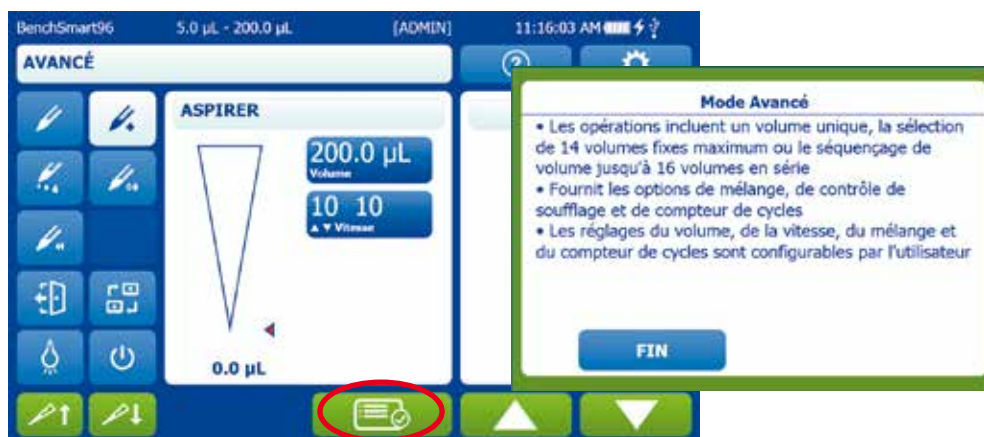 BenchSmart96 5.0 µL - 200.0 µL [ADMIN] 11:16:03 AM
AVANCÉ
?
ASPIRER
200.0 µL
Volume
10 10
▲ ▼ Vitesse
0.0 µL
Mode Avancé
• Les opérations incluent un volume unique, la sélection
de 14 volumes fixes maximum ou le séquençage de
volume jusqu'à 16 volumes en série
• Fournit les options de mélange, de contrôle de
soufflage et de compteur de cycles
• Les réglages du volume, de la vitesse, du mélange et
du compteur de cycles sont configurables par l'utilisateur
FIN